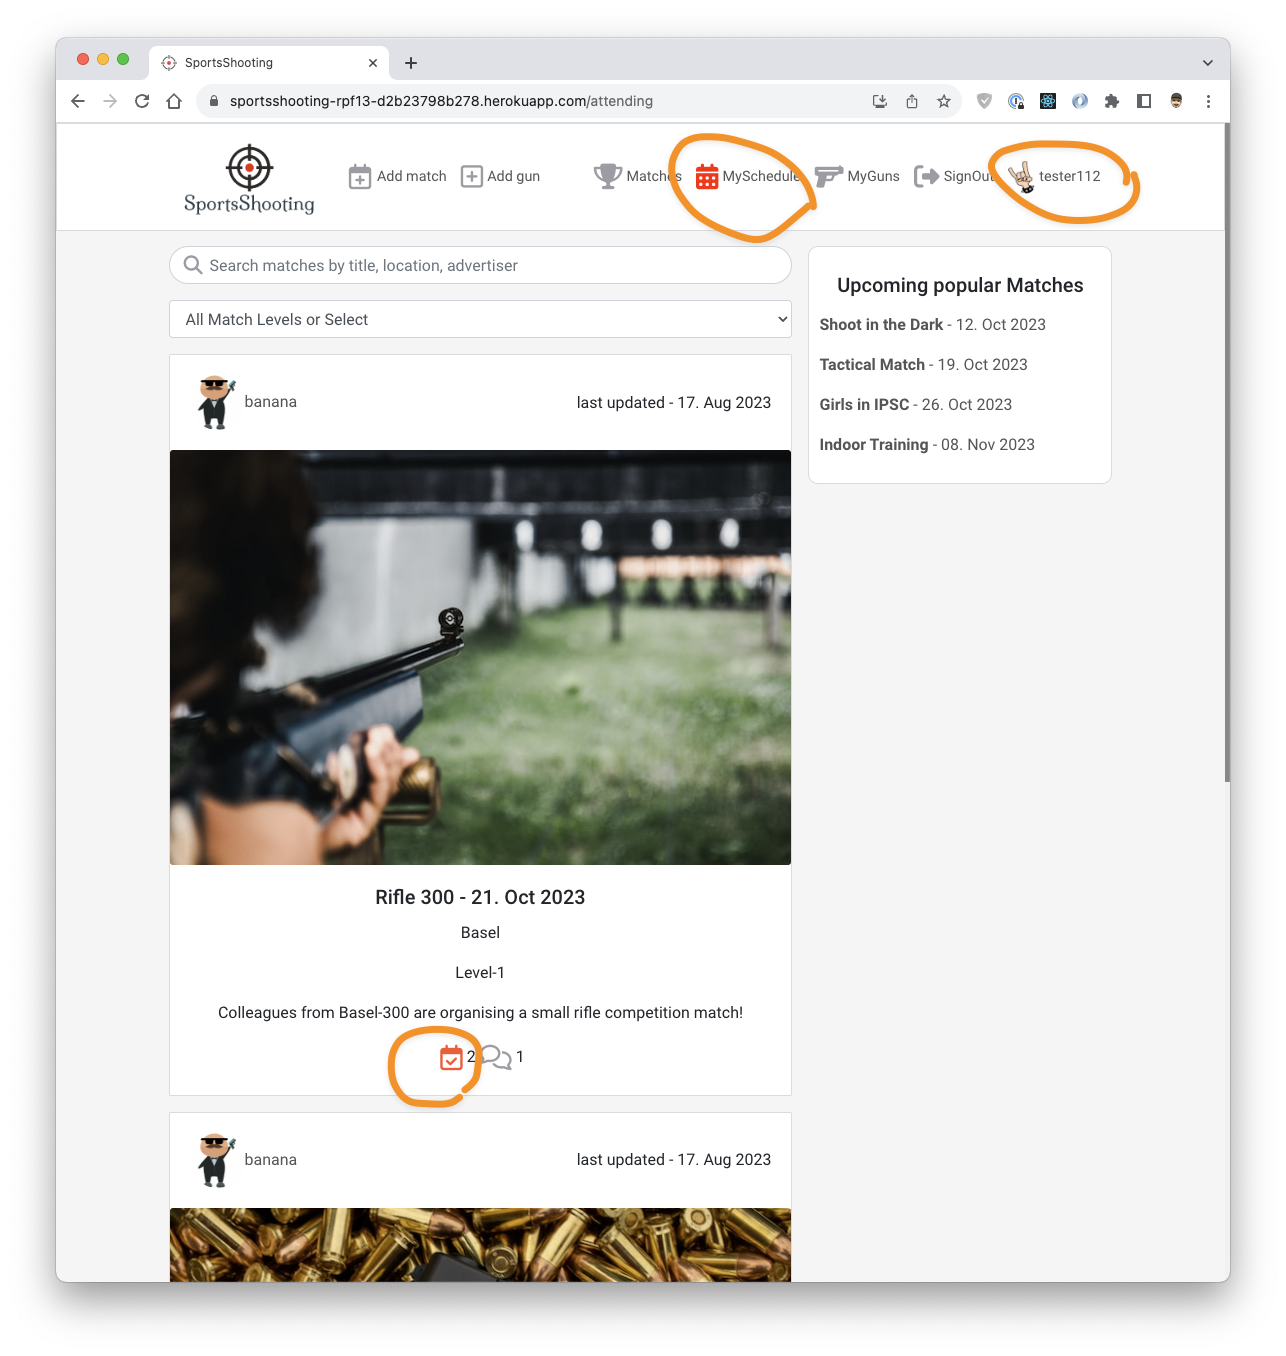 SportsShooting
sportsshooting-rpf13-d2b23798b278.herokuapp.com/attending
SportsShooting
Add match
Add gun
Matches
MySchedule
MyGuns
SignOut
tester112
Search matches by title, location, advertiser
All Match Levels or Select
banana
last updated - 17. Aug 2023
Rifle 300 - 21. Oct 2023
Basel
Level-1
Colleagues from Basel-300 are organising a small rifle competition match!
2
1
banana
last updated - 17. Aug 2023
Upcoming popular Matches
Shoot in the Dark - 12. Oct 2023
Tactical Match - 19. Oct 2023
Girls in IPSC - 26. Oct 2023
Indoor Training - 08. Nov 2023